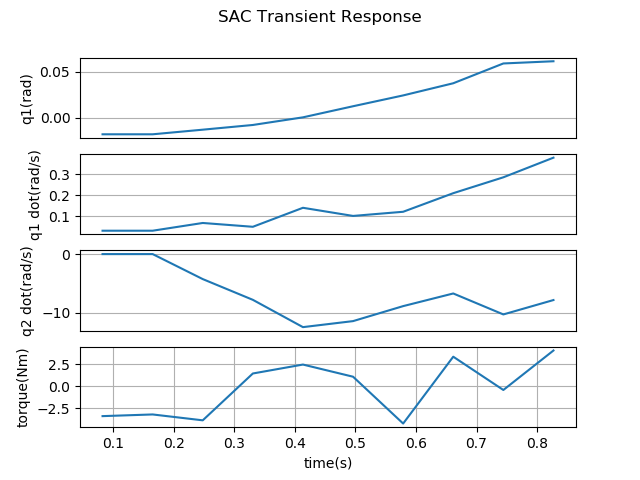 SAC Transient Response
q1(rad)
0.05
0.00
q1 dot(rad/s)
0.3
0.2
0.1
q2 dot(rad/s)
0
−10
torque(Nm)
2.5
0.0
−2.5
0.1 0.2 0.3 0.4 0.5 0.6 0.7 0.8
time(s)